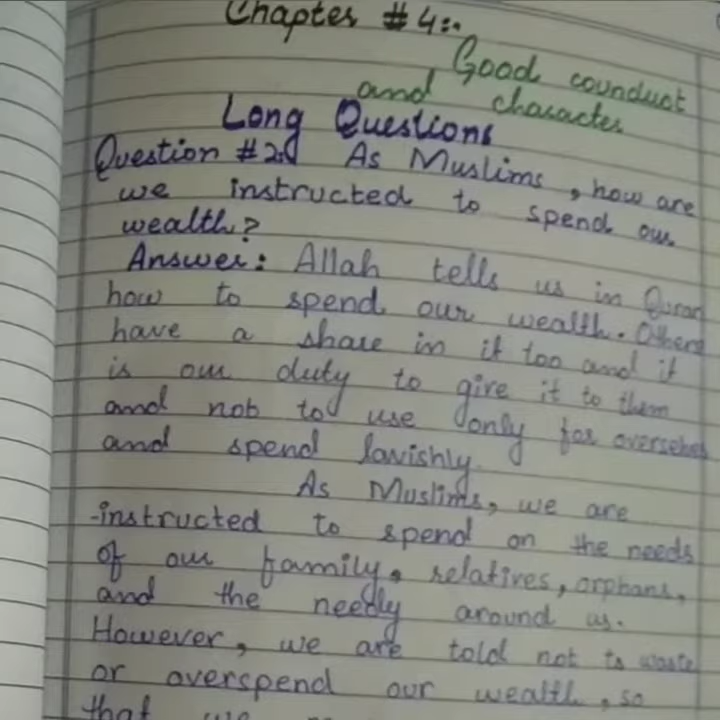 Chapter # 4:-
Good counduct
and character
Long Questions
Question # 2:- As Muslims, how are
we instructed to spend our
wealth?
Answer: Allah tells us in Quran
how to spend our wealth. Others
have a share in it too and it
is our duty to give it to them
and not to use only for overselves
and spend lavishly.
As Muslims, we are
instructed to spend on the needs
of our family, relatives, orphans,
and the needy around us.
However, we are told not to waste
or overspend our wealth, so
that we